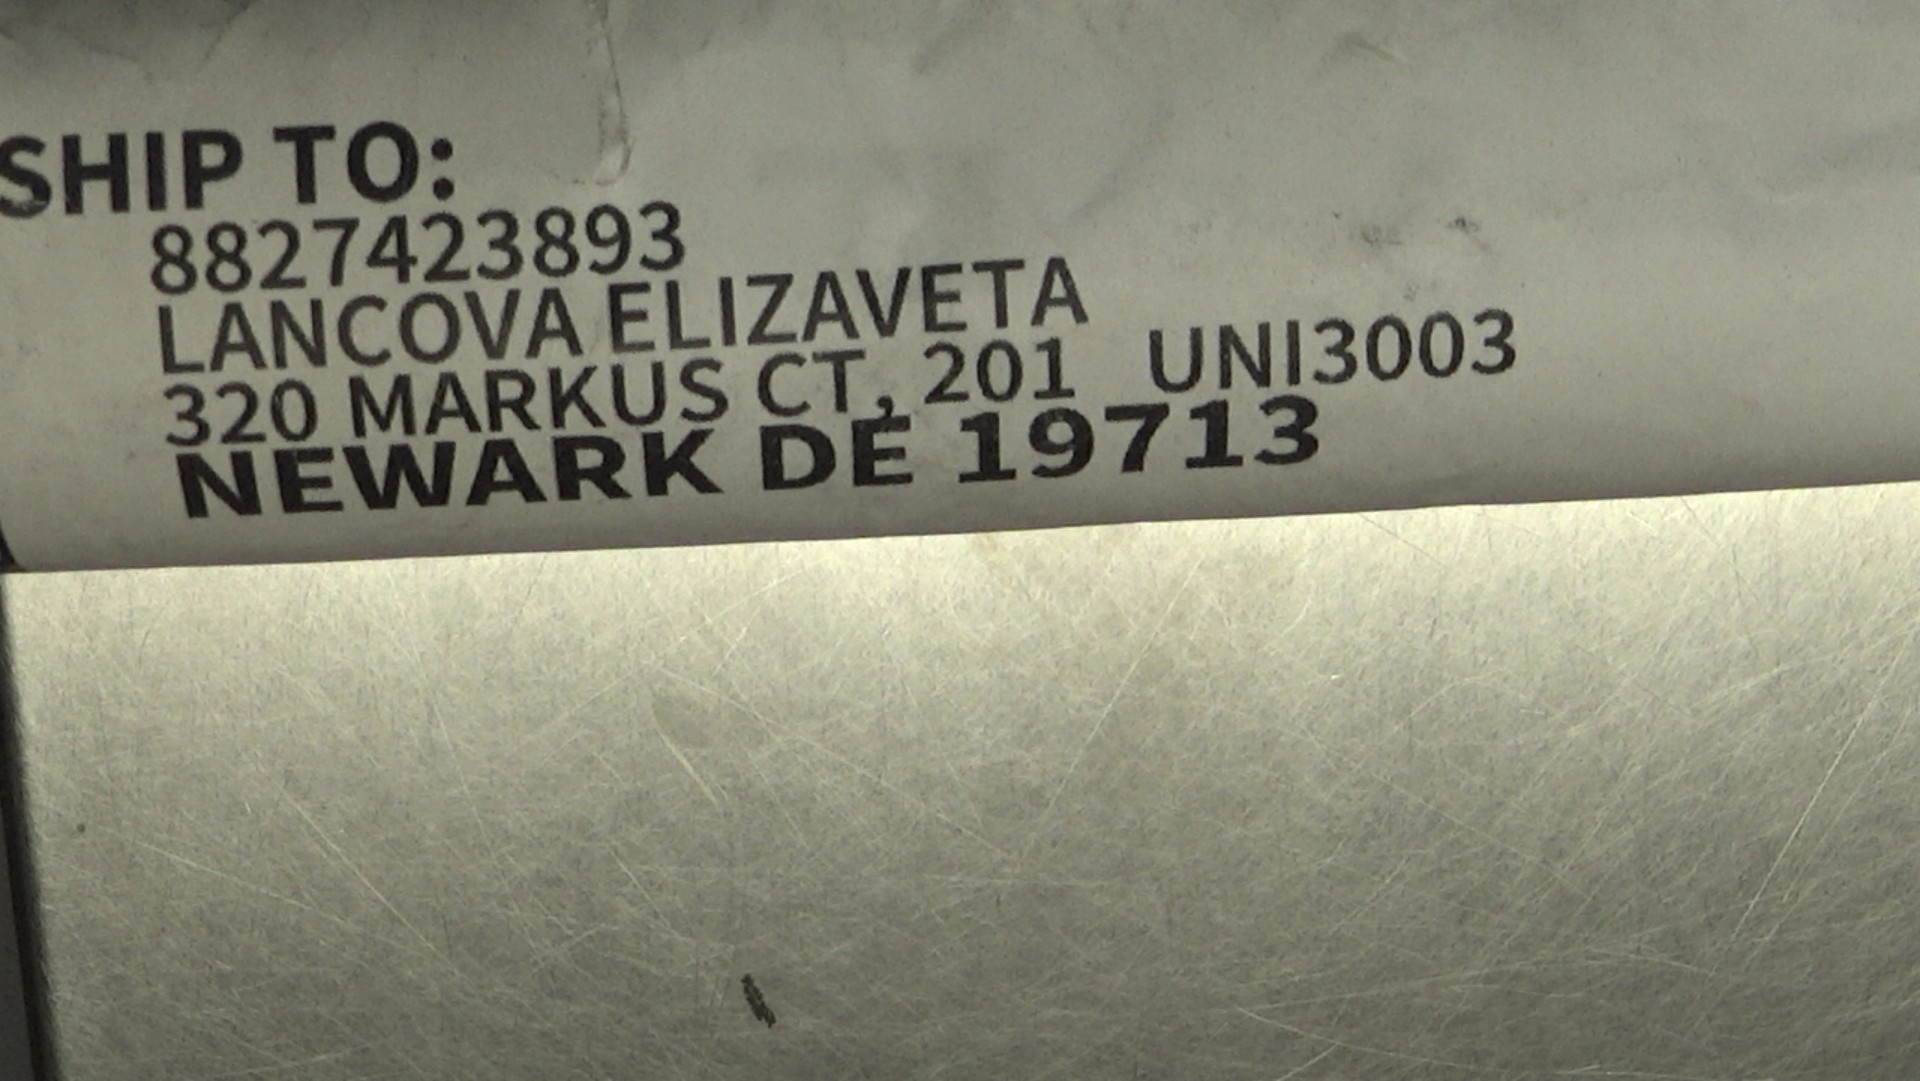 SHIP TO:
8827423893
LANCOVA ELIZAVETA
320 MARKUS CT, 201 UNI3003
NEWARK DE 19713